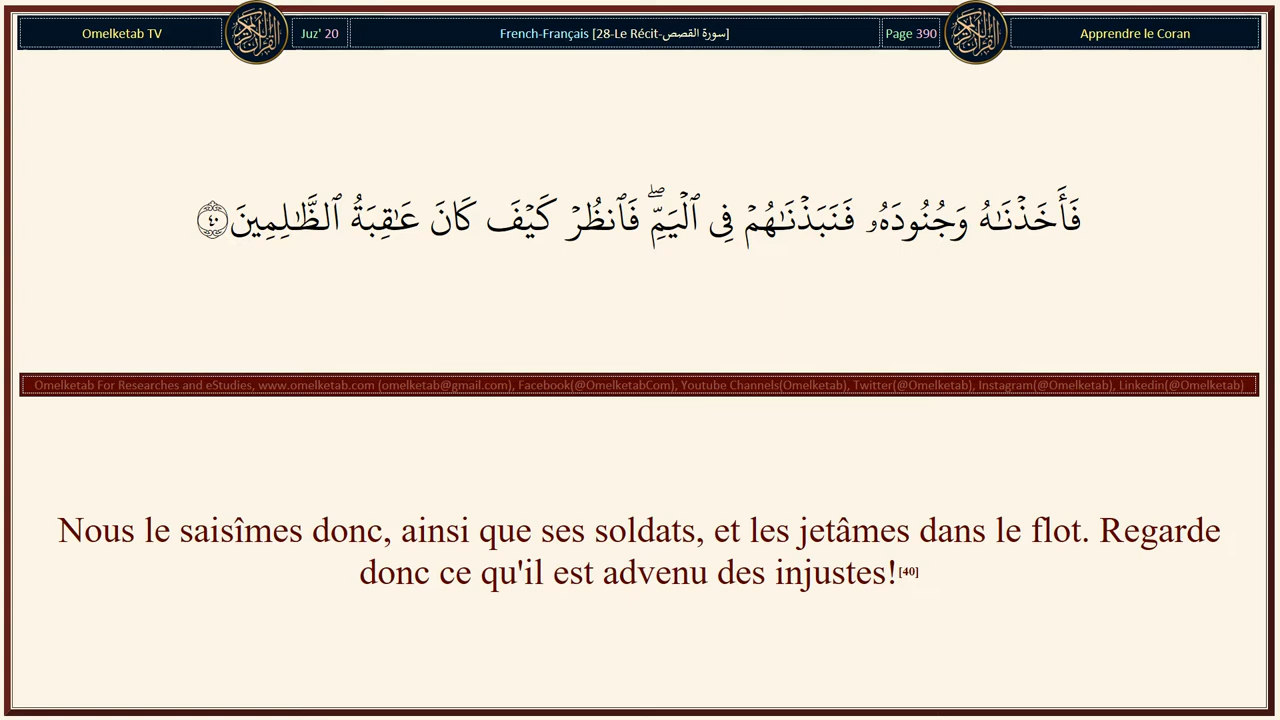 Omelketab TV
Juz' 20
French-Français [28-Le Récit-سورة القصص]
Page 390
Apprendre le Coran
فَأَخَذْنَـٰهُ وَجُنُودَهُۥ فَنَبَذْنَـٰهُمْ فِى ٱلْيَمِّ ۖ فَٱنظُرْ كَيْفَ كَانَ عَـٰقِبَةُ ٱلظَّـٰلِمِينَ ٤٠
Omelketab For Researches and eStudies, www.omelketab.com (omelketab@gmail.com), Facebook(@OmelketabCom), Youtube Channels(Omelketab), Twitter(@Omelketab), Instagram(@Omelketab), Linkedin(@Omelketab)
Nous le saisîmes donc, ainsi que ses soldats, et les jetâmes dans le flot. Regarde
donc ce qu'il est advenu des injustes![40]